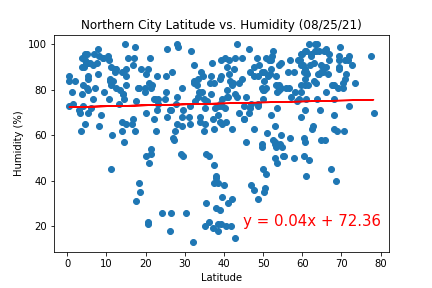 Northern City Latitude vs. Humidity (08/25/21)
100
80
60
40
20
Humidity (%)
y = 0.04x + 72.36
0 10 20 30 40 50 60 70 80
Latitude